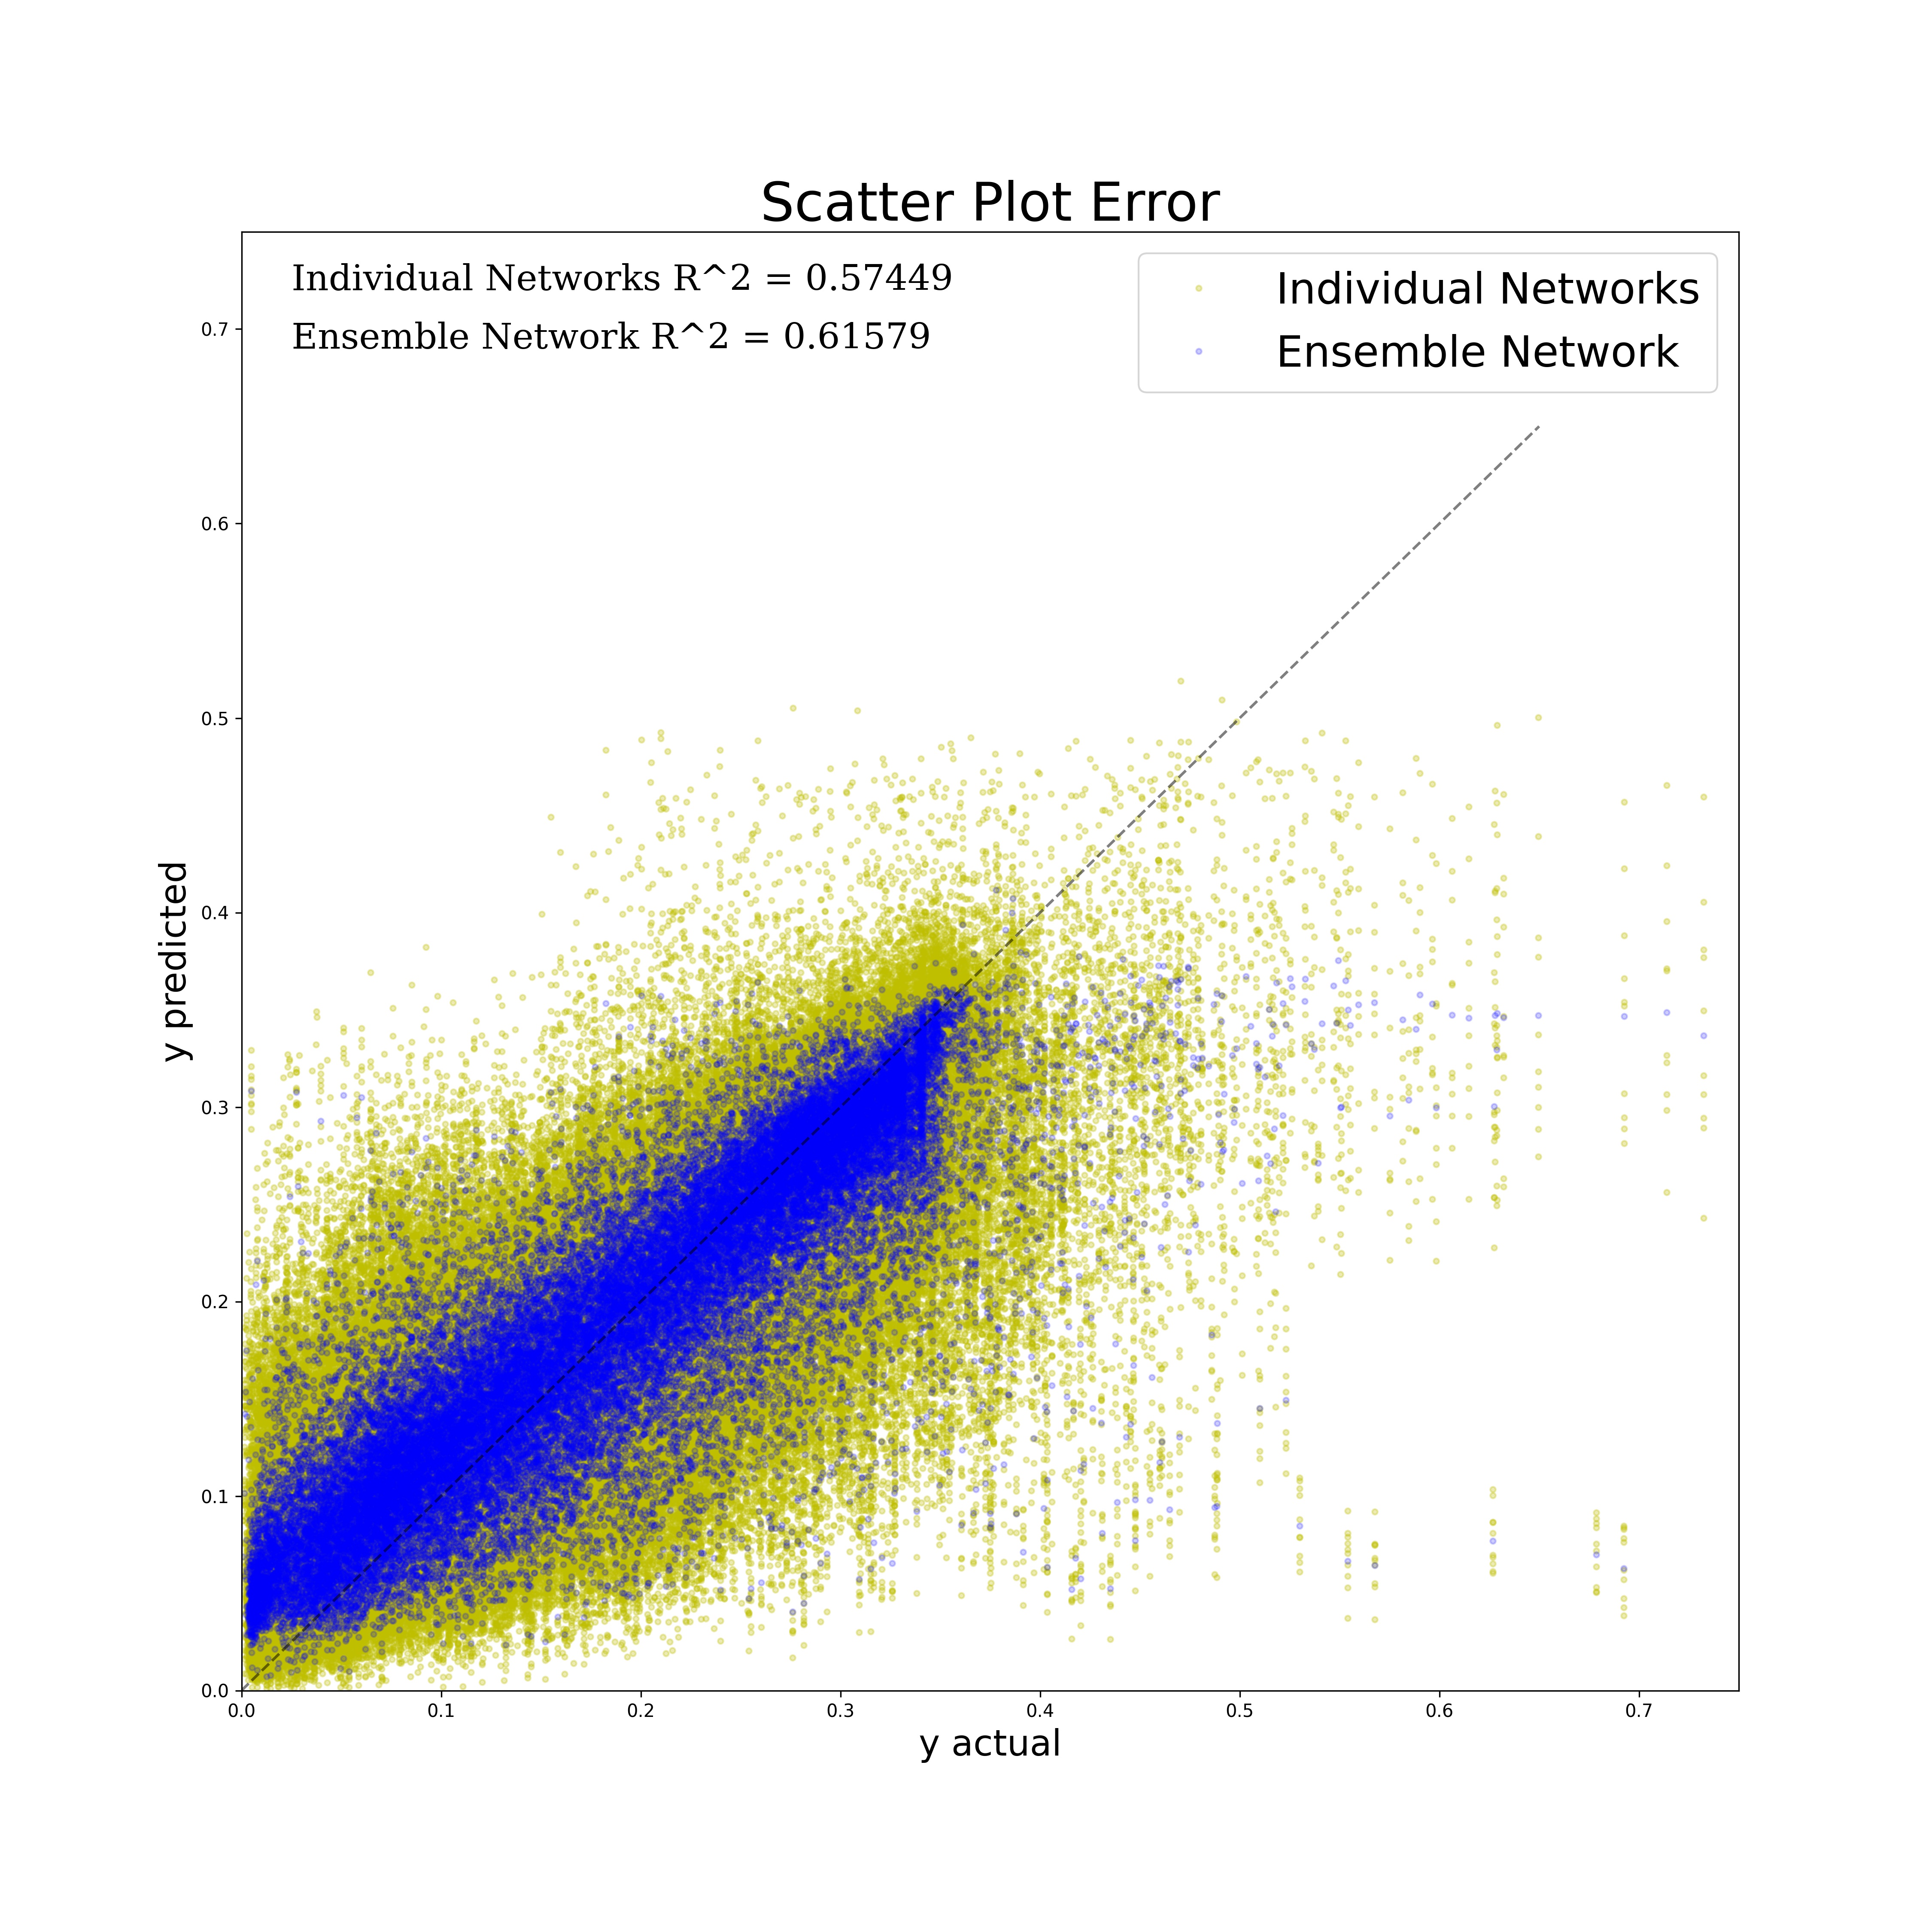 Scatter Plot Error
Individual Networks R^2 = 0.57449
Ensemble Network R^2 = 0.61579
Individual Networks
Ensemble Network
y predicted
0.7
0.6
0.5
0.4
0.3
0.2
0.1
0.0
0.0 0.1 0.2 0.3 0.4 0.5 0.6 0.7
y actual